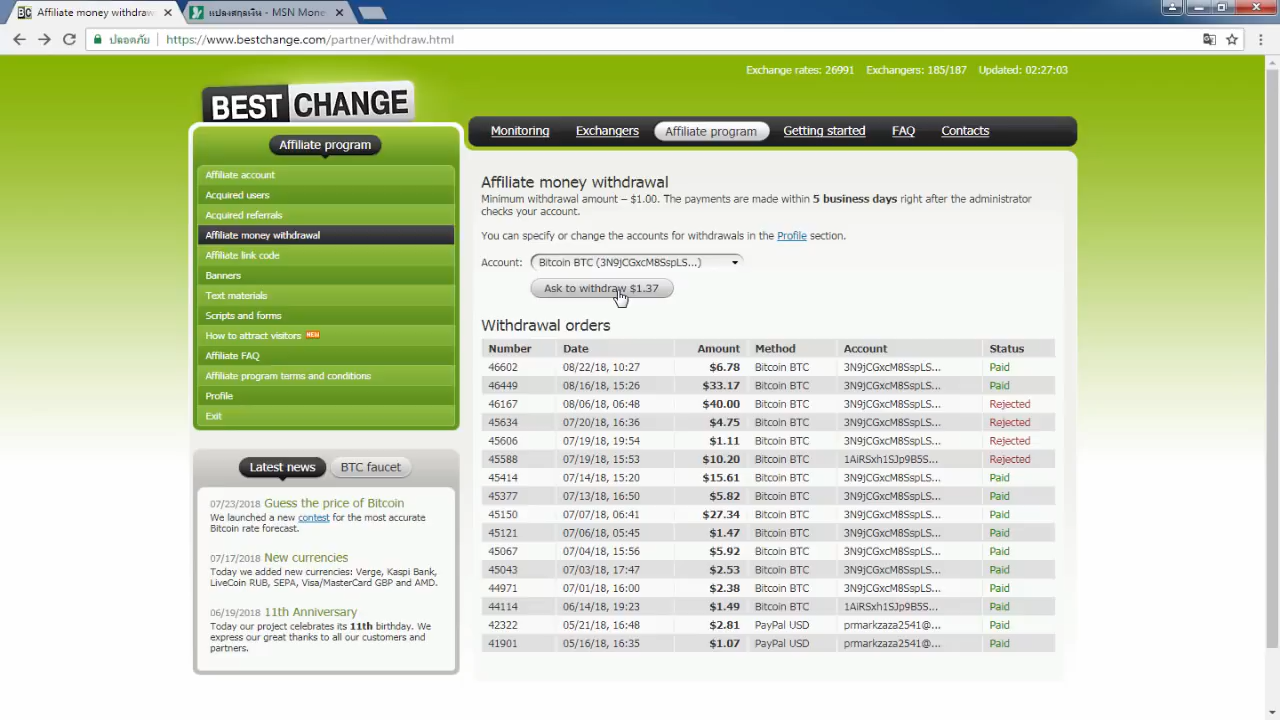 Affiliate money withdraw
แปลงสกุลเงิน - MSN Mone
ปลอดภัย https://www.bestchange.com/partner/withdraw.html
Exchange rates: 26991 Exchangers: 185/187 Updated: 02:27:03
BESTCHANGE
Monitoring Exchangers Affiliate program Getting started FAQ Contacts
Affiliate program
Affiliate account
Acquired users
Acquired referrals
Affiliate money withdrawal
Affiliate link code
Banners
Text materials
Scripts and forms
How to attract visitors NEW
Affiliate FAQ
Affiliate program terms and conditions
Profile
Exit
Latest news BTC faucet
07/23/2018 Guess the price of Bitcoin
We launched a new contest for the most accurate
Bitcoin rate forecast.
07/17/2018 New currencies
Today we added new currencies: Verge, Kaspi Bank,
LiveCoin RUB, SEPA, Visa/MasterCard GBP and AMD.
06/19/2018 11th Anniversary
Today our project celebrates its 11th birthday. We
express our great thanks to all our customers and
partners.
Affiliate money withdrawal
Minimum withdrawal amount – $1.00. The payments are made within 5 business days right after the administrator
checks your account.
You can specify or change the accounts for withdrawals in the Profile section.
Account: Bitcoin BTC (3N9jCGxcM8SspLS...)
Ask to withdraw $1.37
Withdrawal orders
Number Date Amount Method Account Status
46602 08/22/18, 10:27 $6.78 Bitcoin BTC 3N9jCGxcM8SspLS... Paid
46449 08/16/18, 15:26 $33.17 Bitcoin BTC 3N9jCGxcM8SspLS... Paid
46167 08/06/18, 06:48 $40.00 Bitcoin BTC 3N9jCGxcM8SspLS... Rejected
45634 07/20/18, 16:36 $4.75 Bitcoin BTC 3N9jCGxcM8SspLS... Rejected
45606 07/19/18, 19:54 $1.11 Bitcoin BTC 3N9jCGxcM8SspLS... Rejected
45588 07/19/18, 15:53 $10.20 Bitcoin BTC 1AiRSxh1SJp9B5S... Rejected
45414 07/14/18, 15:20 $15.61 Bitcoin BTC 3N9jCGxcM8SspLS... Paid
45377 07/13/18, 16:50 $5.82 Bitcoin BTC 3N9jCGxcM8SspLS... Paid
45150 07/07/18, 06:41 $27.34 Bitcoin BTC 3N9jCGxcM8SspLS... Paid
45121 07/06/18, 05:45 $1.47 Bitcoin BTC 3N9jCGxcM8SspLS... Paid
45067 07/04/18, 15:56 $5.92 Bitcoin BTC 3N9jCGxcM8SspLS... Paid
45043 07/03/18, 17:47 $2.53 Bitcoin BTC 3N9jCGxcM8SspLS... Paid
44971 07/01/18, 16:00 $2.38 Bitcoin BTC 3N9jCGxcM8SspLS... Paid
44114 06/14/18, 19:23 $1.49 Bitcoin BTC 1AiRSxh1SJp9B5S... Paid
42322 05/21/18, 16:48 $2.81 PayPal USD prmarkzaza2541@... Paid
41901 05/16/18, 16:35 $1.07 PayPal USD prmarkzaza2541@... Paid